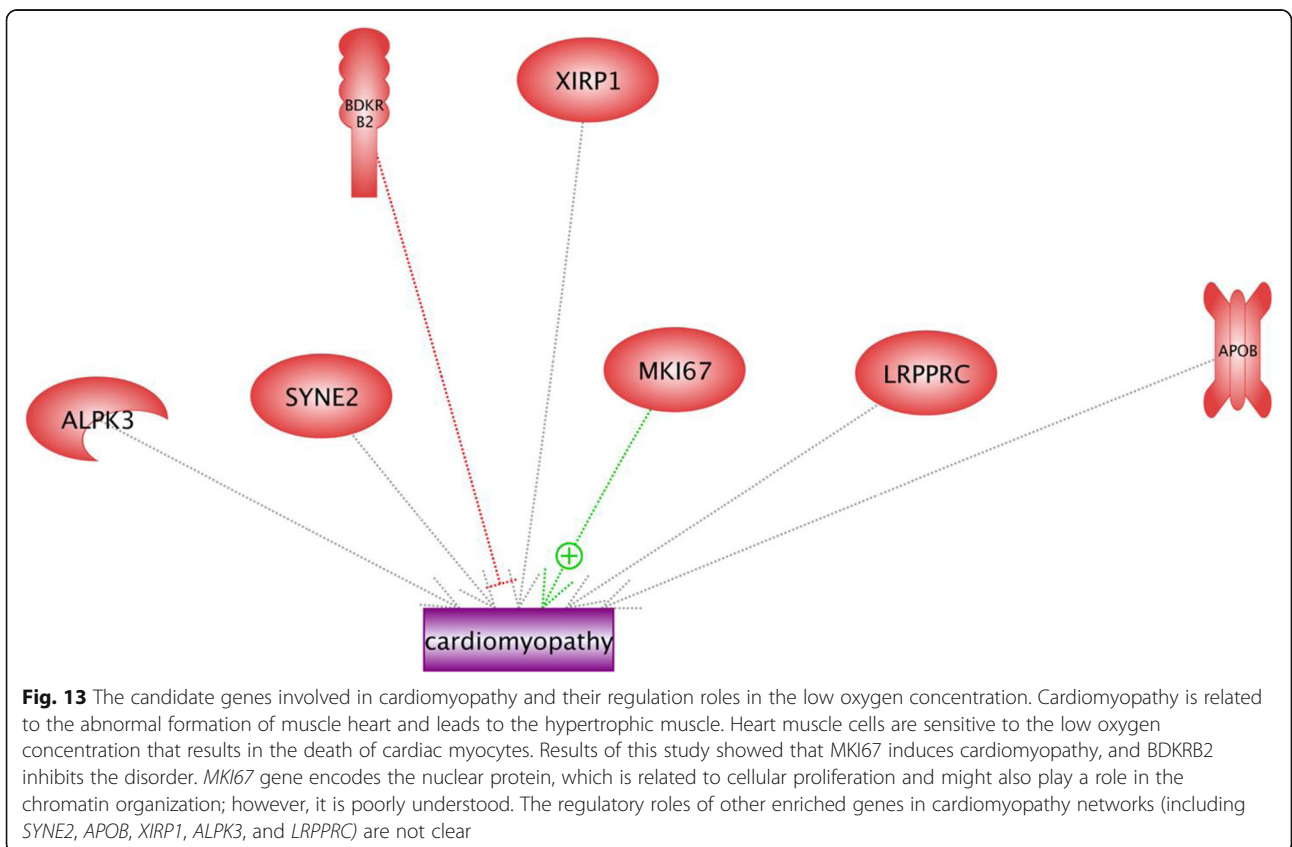 BDKR
B2
XIRP1
MKI67
LRPPRC
APOB
SYNE2
ALPK3
cardiomyopathy
Fig. 13 The candidate genes involved in cardiomyopathy and their regulation roles in the low oxygen concentration. Cardiomyopathy is related
to the abnormal formation of muscle heart and leads to the hypertrophic muscle. Heart muscle cells are sensitive to the low oxygen
concentration that results in the death of cardiac myocytes. Results of this study showed that MKI67 induces cardiomyopathy, and BDKRB2
inhibits the disorder. MKI67 gene encodes the nuclear protein, which is related to cellular proliferation and might also play a role in the
chromatin organization; however, it is poorly understood. The regulatory roles of other enriched genes in cardiomyopathy networks (including
SYNE2, APOB, XIRP1, ALPK3, and LRPPRC) are not clear